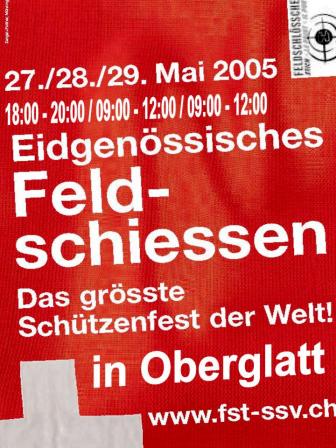 FELDSCHLÖSSCHEN
27./28./29. Mai 2005
18:00 - 20:00 / 09:00 - 12:00 / 09:00 - 12:00
Eidgenössisches
Feld-
schiessen
Das grösste
Schützenfest der Welt!
in Oberglatt
www.fst-ssv.ch